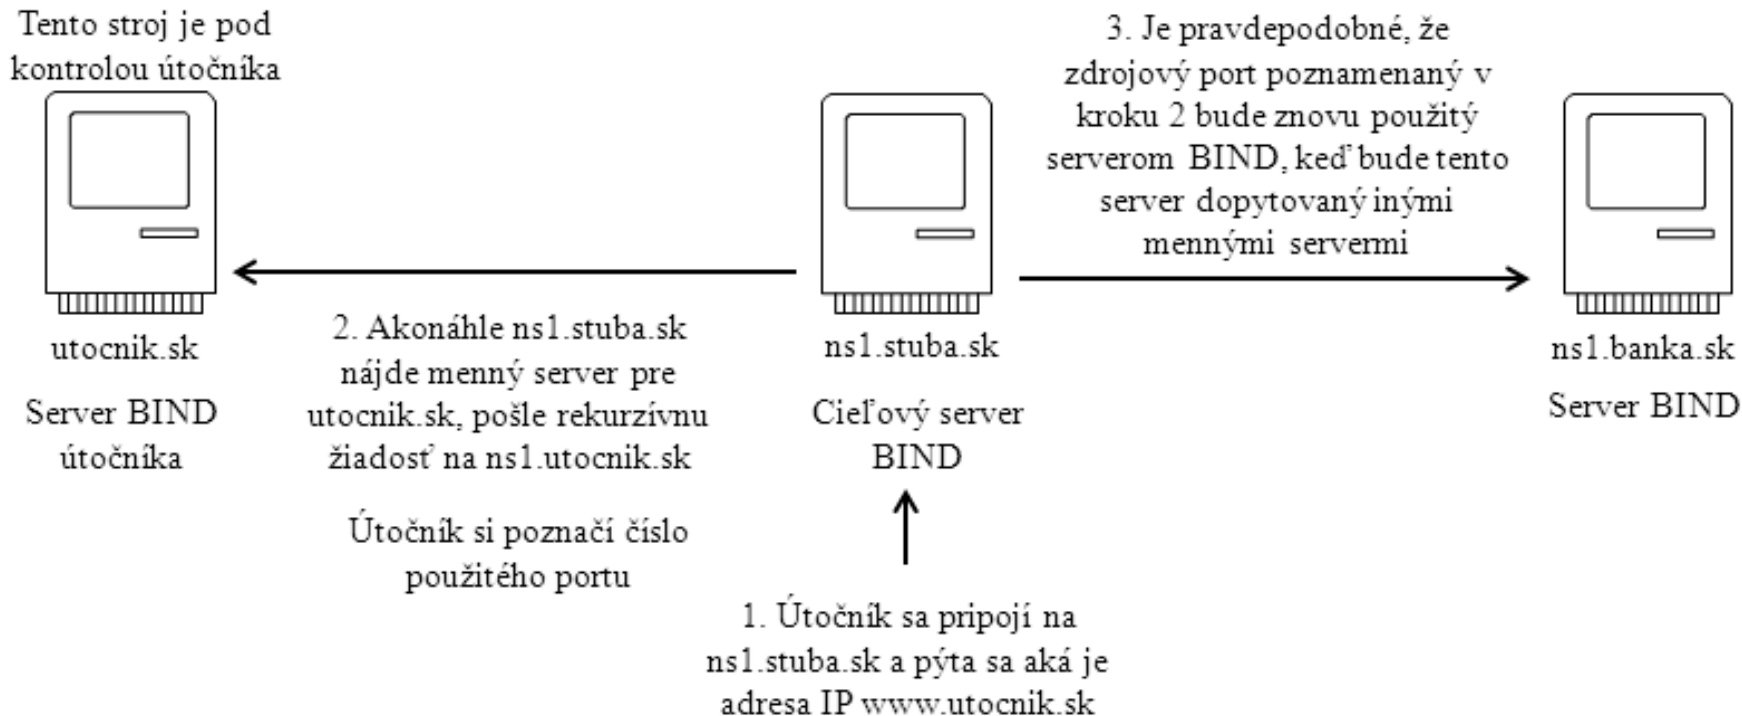 Tento stroj je pod
kontrolou útočníka
utocnik.sk
Server BIND
útočníka
2. Akonáhle ns1.stuba.sk
nájde menný server pre
utocnik.sk, pošle rekurzívnu
žiadosť na ns1.utocnik.sk
Útočník si poznačí číslo
použitého portu
ns1.stuba.sk
Cieľový server
BIND
1. Útočník sa pripojí na
ns1.stuba.sk a pýta sa aká je
adresa IP www.utocnik.sk
3. Je pravdepodobné, že
zdrojový port poznamenaný v
kroku 2 bude znovu použitý
serverom BIND, keď bude tento
server dopytovaný inými
mennými servermi
ns1.banka.sk
Server BIND